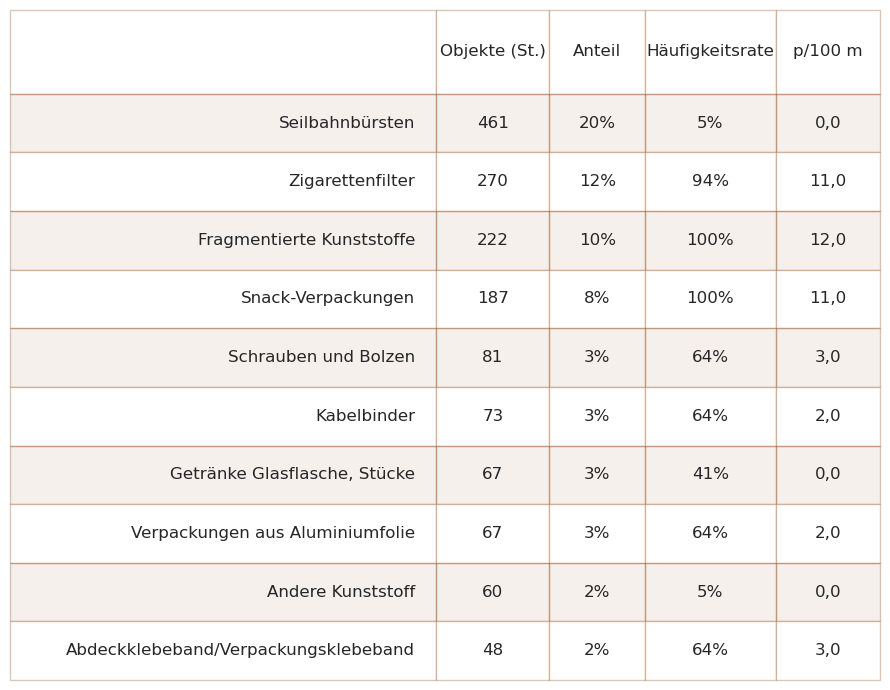 Objekte (St.) Anteil Häufigkeitsrate p/100 m
Seilbahnbürsten 461 20% 5% 0,0
Zigarettenfilter 270 12% 94% 11,0
Fragmentierte Kunststoffe 222 10% 100% 12,0
Snack-Verpackungen 187 8% 100% 11,0
Schrauben und Bolzen 81 3% 64% 3,0
Kabelbinder 73 3% 64% 2,0
Getränke Glasflasche, Stücke 67 3% 41% 0,0
Verpackungen aus Aluminiumfolie 67 3% 64% 2,0
Andere Kunststoff 60 2% 5% 0,0
Abdeckklebeband/Verpackungsklebeband 48 2% 64% 3,0